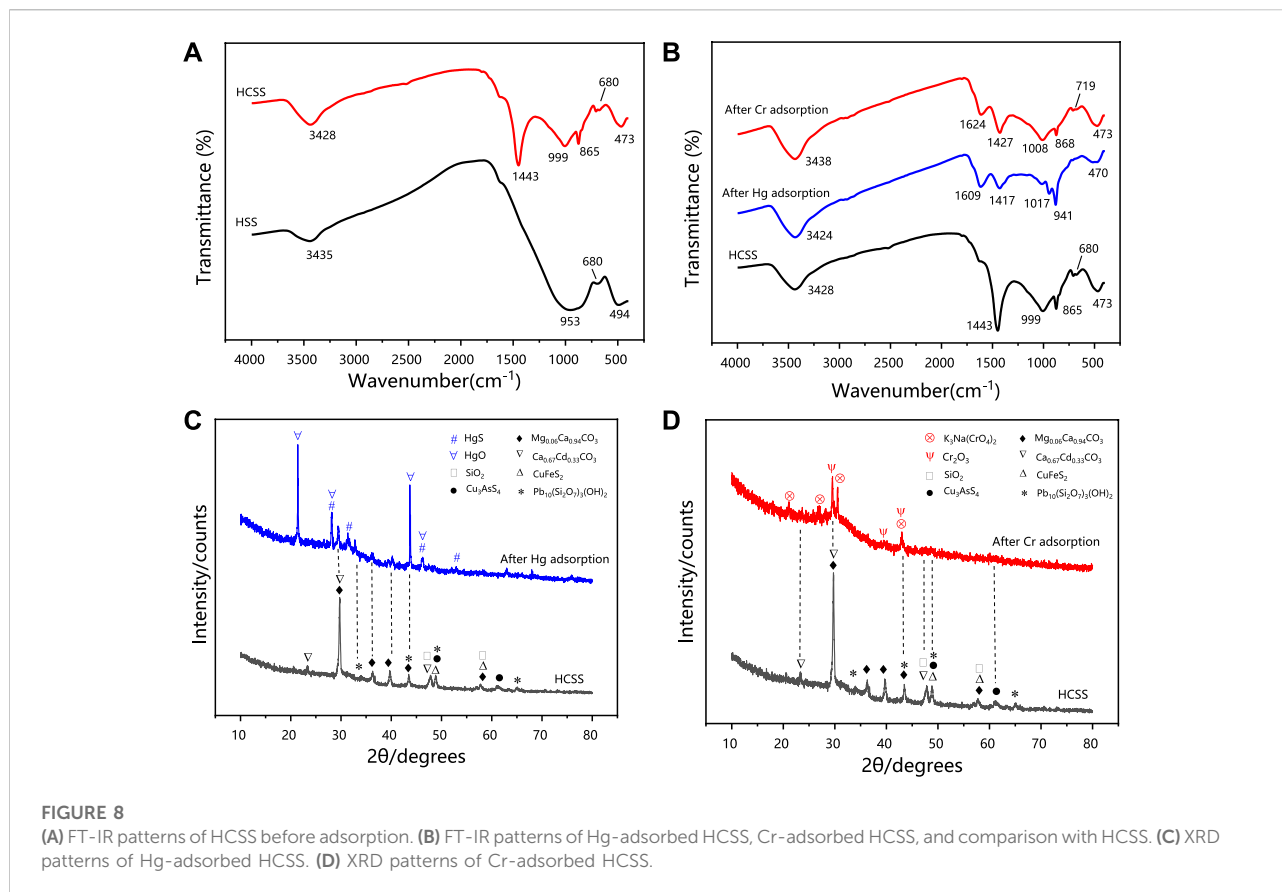 A
HCSS
3428
1443
999
865
680
473
HSS
3435
953
680
494
Transmittance (%)
4000 3500 3000 2500 2000 1500 1000 500
Wavenumber(cm⁻¹)
B
After Cr adsorption
3438
1624
1427
1008
868
719
473
After Hg adsorption
3424
1609
1417
1017
941
470
HCSS
3428
1443
999
865
680
473
Transmittance (%)
4000 3500 3000 2500 2000 1500 1000 500
Wavenumber(cm⁻¹)
C
# HgS
∀ HgO
□ SiO₂
● Cu₃AsS₄
◆ Mg₀.₀₆Ca₀.₉₄CO₃
▽ Ca₀.₆₇Cd₀.₃₃CO₃
△ CuFeS₂
* Pb₁₀(Si₂O₇)₃(OH)₂
After Hg adsorption
HCSS
Intensity/counts
10 20 30 40 50 60 70 80
2θ/degrees
D
⊗ K₃Na(CrO₄)₂
Ψ Cr₂O₃
□ SiO₂
● Cu₃AsS₄
◆ Mg₀.₀₆Ca₀.₉₄CO₃
▽ Ca₀.₆₇Cd₀.₃₃CO₃
△ CuFeS₂
* Pb₁₀(Si₂O₇)₃(OH)₂
After Cr adsorption
HCSS
Intensity/counts
10 20 30 40 50 60 70 80
2θ/degrees
FIGURE 8
(A) FT-IR patterns of HCSS before adsorption. (B) FT-IR patterns of Hg-adsorbed HCSS, Cr-adsorbed HCSS, and comparison with HCSS. (C) XRD
patterns of Hg-adsorbed HCSS. (D) XRD patterns of Cr-adsorbed HCSS.